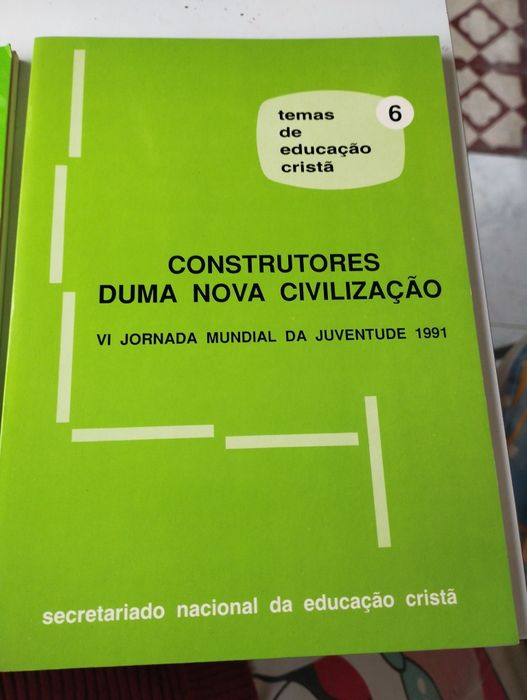 temas
de
educação
cristã
6
CONSTRUTORES
DUMA NOVA CIVILIZAÇÃO
VI JORNADA MUNDIAL DA JUVENTUDE 1991
secretariado nacional da educação cristã